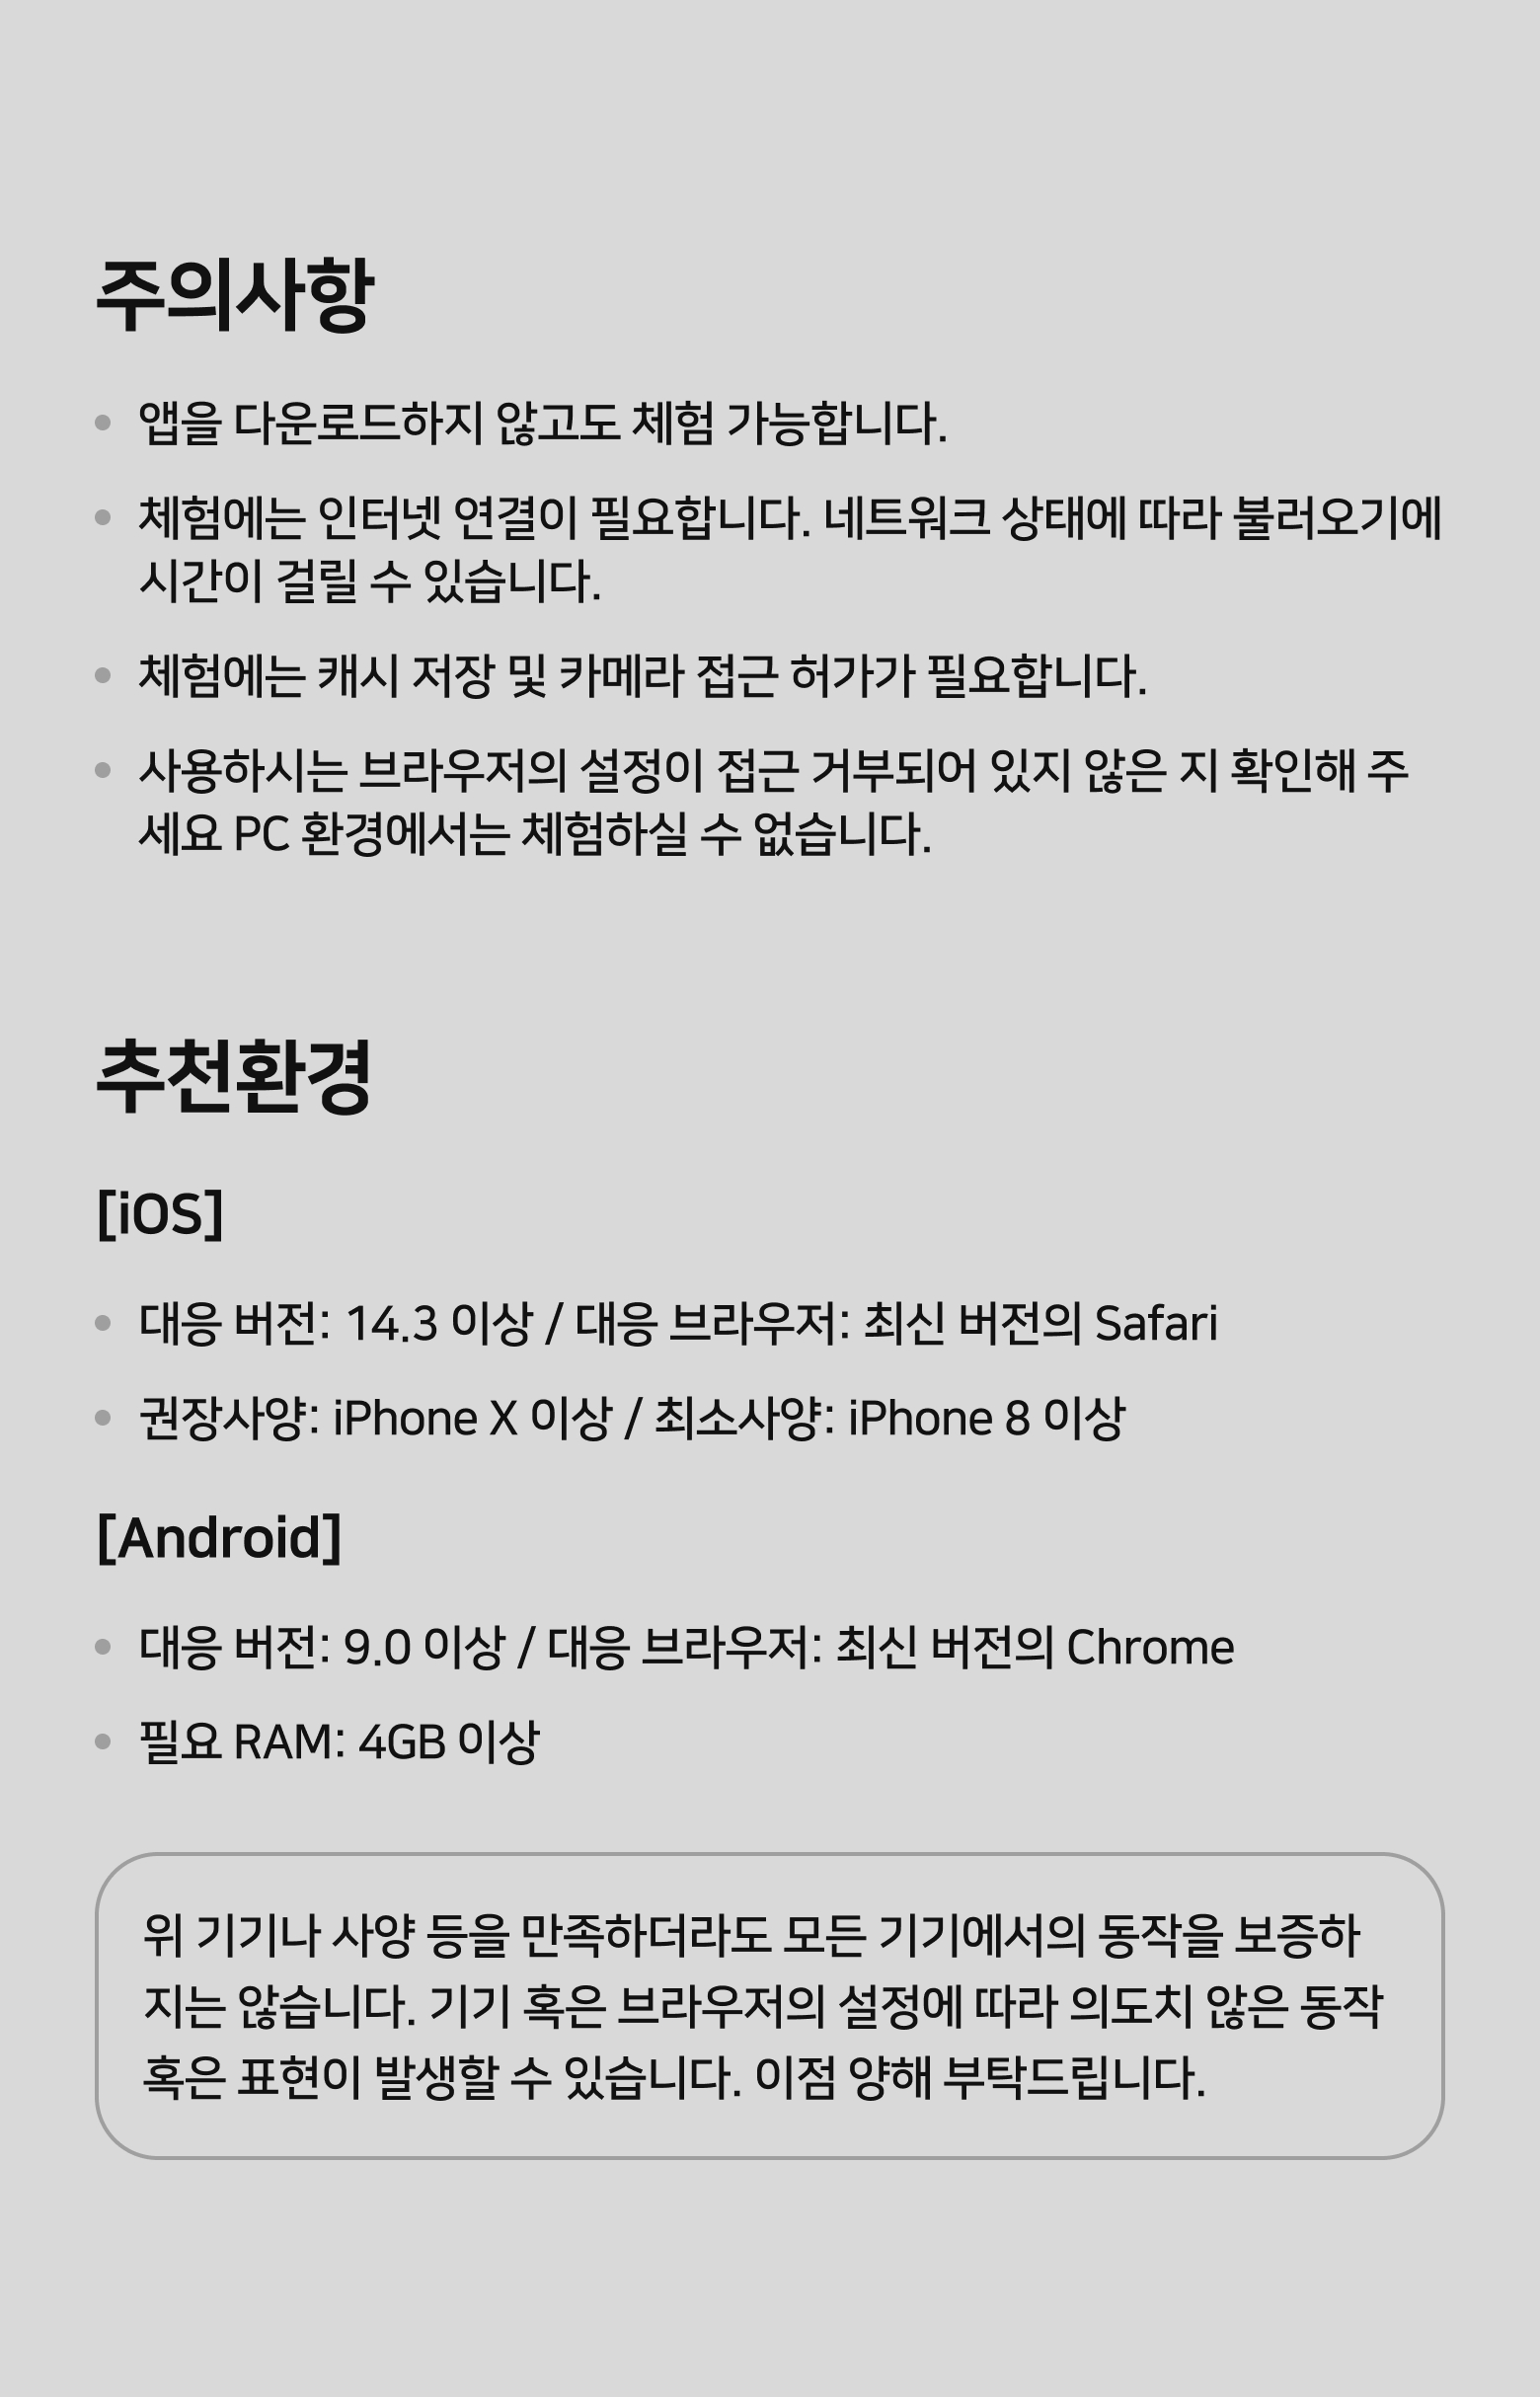 주의사항
앱을 다운로드하지 않고도 체험 가능합니다.
체험에는 인터넷 연결이 필요합니다. 네트워크 상태에 따라 불러오기에
시간이 걸릴 수 있습니다.
체험에는 캐시 저장 및 카메라 접근 허가가 필요합니다.
사용하시는 브라우저의 설정이 접근 거부되어 있지 않은 지 확인해 주
세요 PC 환경에서는 체험하실 수 없습니다.
추천환경
[iOS]
대응 버전: 14.3 이상 / 대응 브라우저: 최신 버전의 Safari
권장사양: iPhone X 이상 / 최소사양: iPhone 8 이상
[Android]
대응 버전: 9.0 이상 / 대응 브라우저: 최신 버전의 Chrome
필요 RAM: 4GB 이상
위 기기나 사양 등을 만족하더라도 모든 기기에서의 동작을 보증하
지는 않습니다. 기기 혹은 브라우저의 설정에 따라 의도치 않은 동작
혹은 표현이 발생할 수 있습니다. 이점 양해 부탁드립니다.